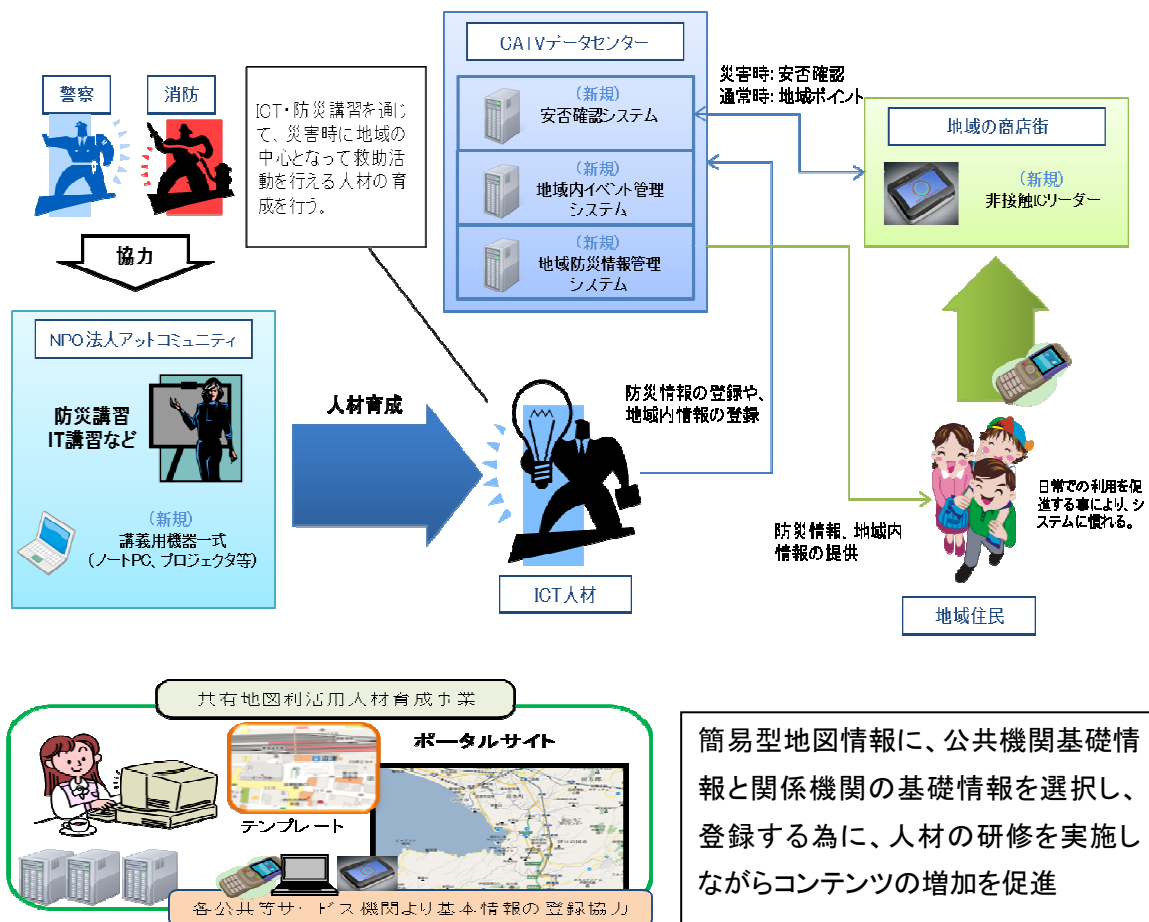 CATVデータセンター
(新規)
安否確認システム
(新規)
地域内イベント管理
システム
(新規)
地域防災情報管理
システム
災害時: 安否確認
通常時: 地域ポイント
地域の商店街
(新規)
非接触ICリーダー
警察
消防
協力
ICT・防災講習を通じ
て、災害時に地域の
中心となって救助活
動を行える人材の育
成を行う。
NPO法人アットコミュニティ
防災講習
IT講習など
(新規)
講義用機器一式
(ノートPC、プロジェクタ等)
人材育成
ICT人材
防災情報の登録や、
地域内情報の登録
防災情報、地域内
情報の提供
日常での利用を促
進する事により、シ
ステムに慣れる。
地域住民
共有地図利活用人材育成事業
ポータルサイト
テンプレート
各公共等サービス機関より基本情報の登録協力
簡易型地図情報に、公共機関基礎情
報と関係機関の基礎情報を選択し、
登録する為に、人材の研修を実施し
ながらコンテンツの増加を促進